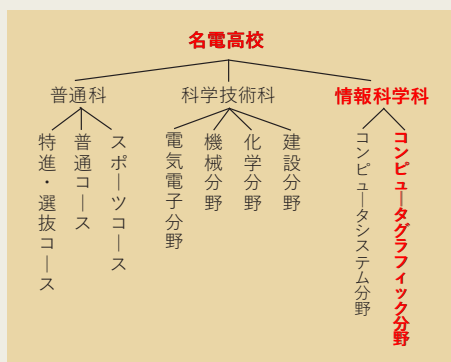 名電高校
普通科
科学技術科
情報科学科
特進・選抜コース
普通コース
スポーツコース
電気電子分野
機械分野
化学分野
建設分野
コンピュータシステム分野
コンピュータグラフィック分野